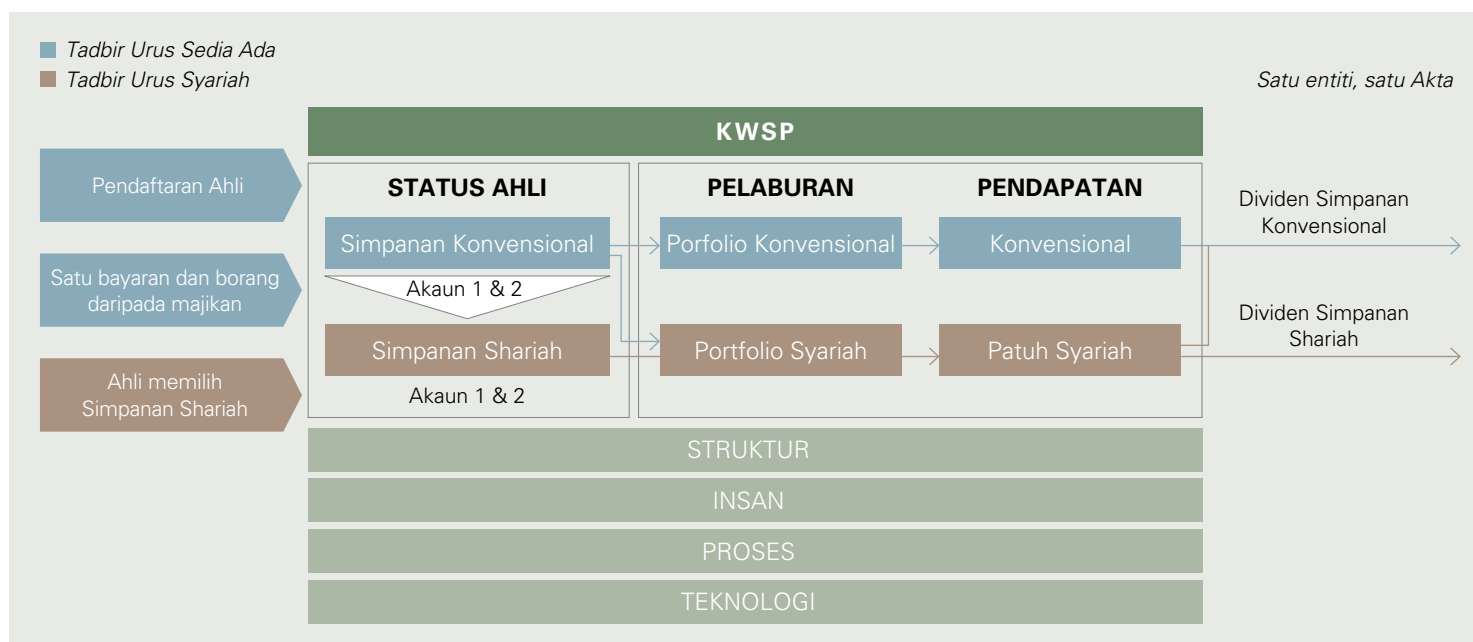 Tadbir Urus Sedia Ada
Tadbir Urus Syariah
Satu entiti, satu Akta
KWSP
Pendaftaran Ahli
Satu bayaran dan borang
daripada majikan
Ahli memilih
Simpanan Shariah
STATUS AHLI
Simpanan Konvensional
Akaun 1 & 2
Simpanan Shariah
Akaun 1 & 2
PELABURAN
PENDAPATAN
Porfolio Konvensional
Konvensional
Portfolio Syariah
Patuh Syariah
Dividen Simpanan
Konvensional
Dividen Simpanan
Shariah
STRUKTUR
INSAN
PROSES
TEKNOLOGI